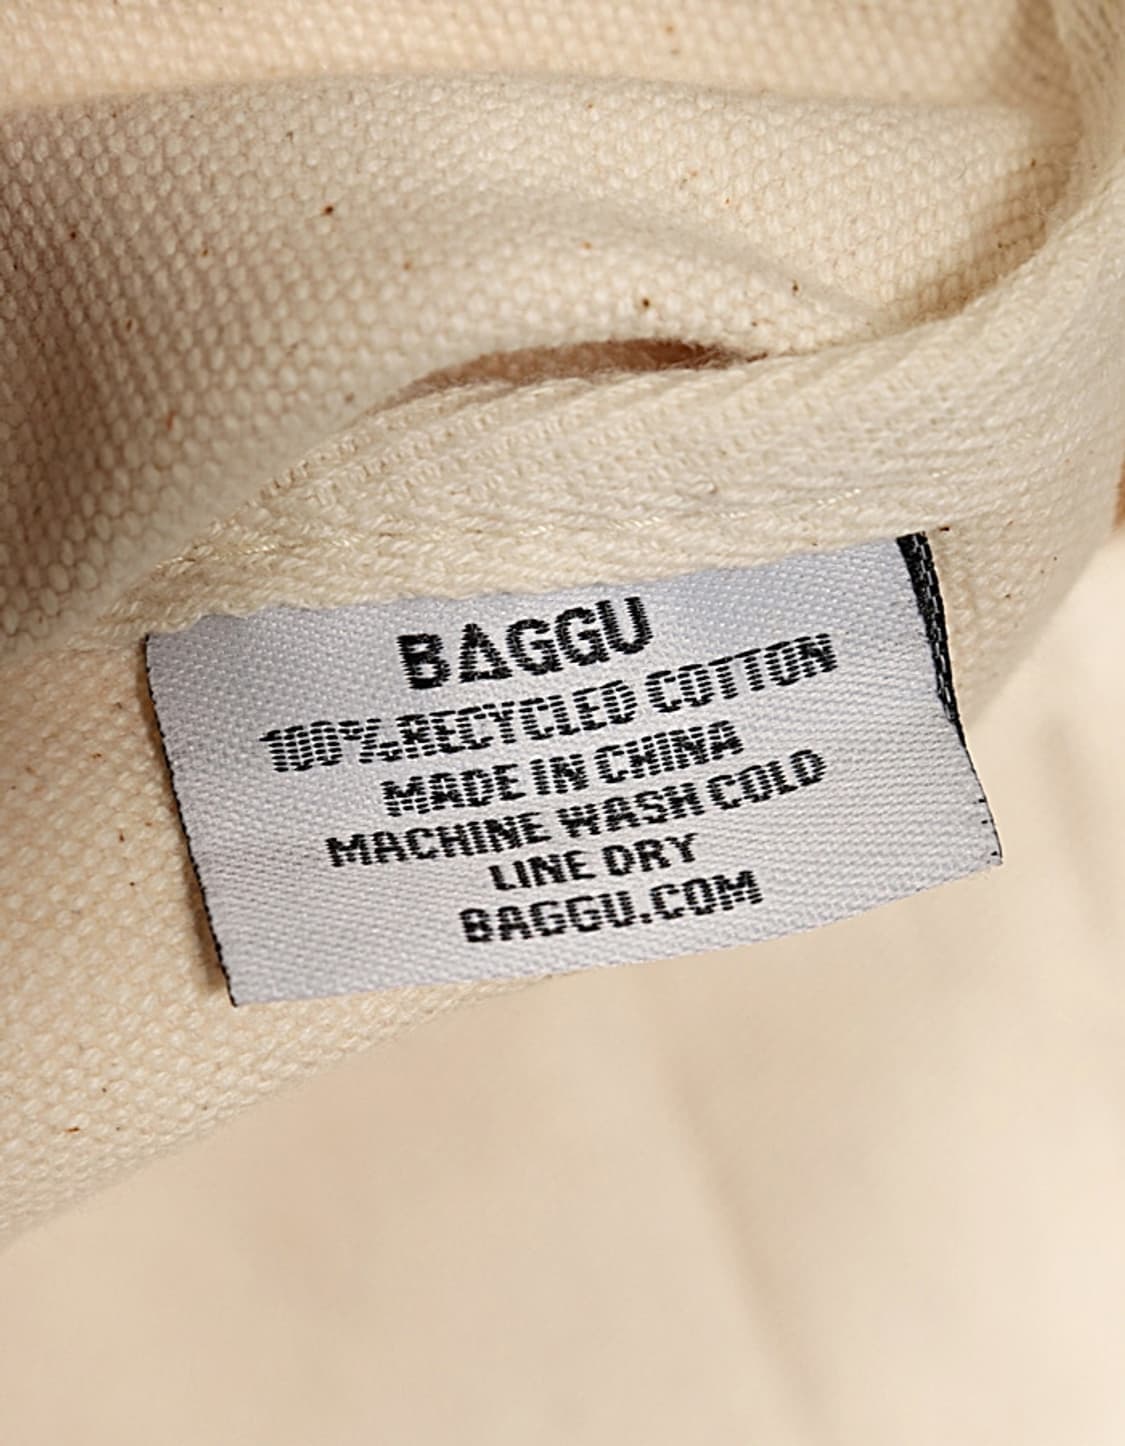 BAGGU
100% RECYCLED COTTON
MADE IN CHINA
MACHINE WASH COLD
LINE DRY
BAGGU.COM